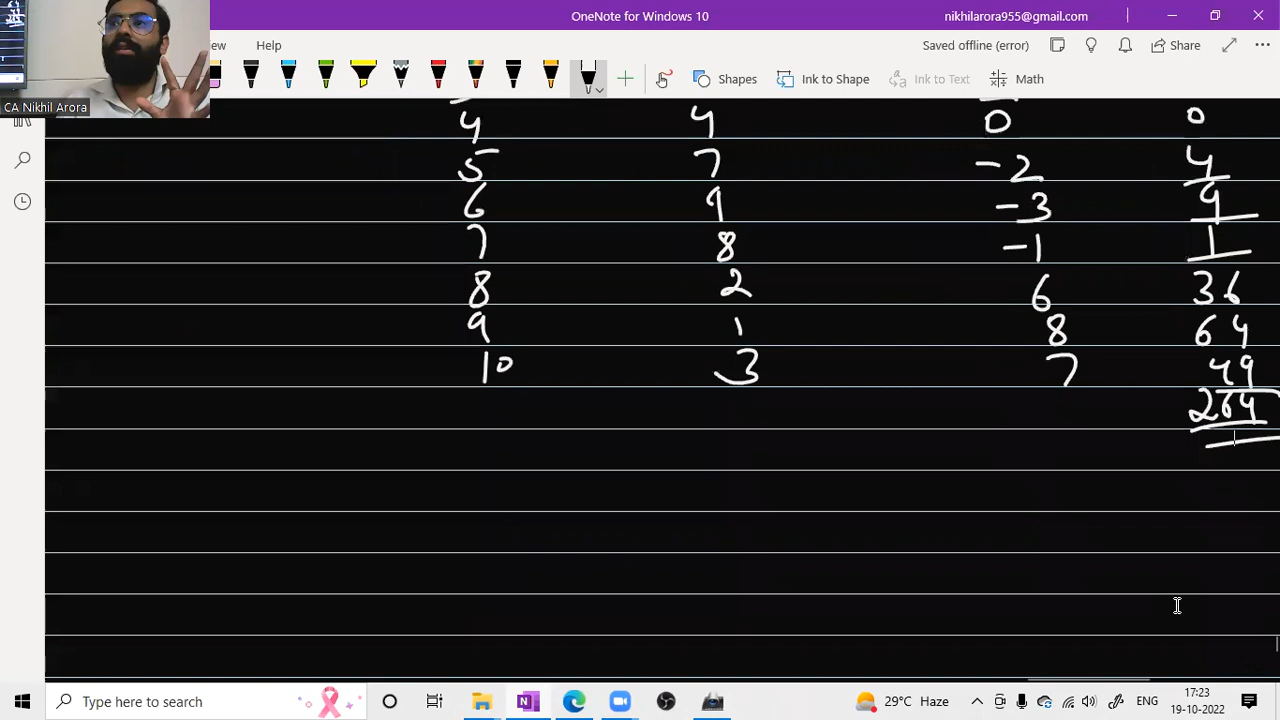 OneNote for Windows 10
nikhilarora955@gmail.com
ew Help
Saved offline (error) Share
Shapes Ink to Shape Ink to Text Math
CA Nikhil Arora
4 4 0 0
5 7 -2 4
6 9 -3 9
7 8 -1 1
8 2 6 36
9 1 8 64
10 3 7 49
264
Type here to search
29°C Haze
ENG
17:23
19-10-2022